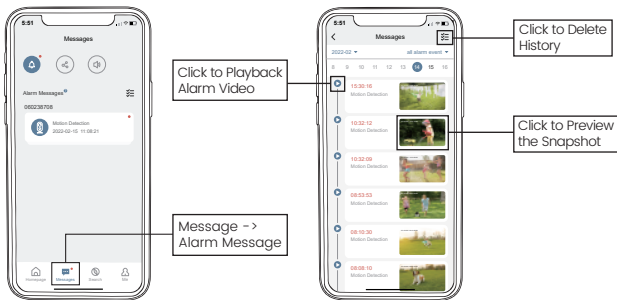 5:51
Messages
Alarm Messages
060236708
Motion Detection
2022-02-15 11:08:21
Homepage
Messages
Search
Me
Click to Playback
Alarm Video
Message ->
Alarm Message
5:51
Messages
2022-02
all alarm event
8 9 10 11 12 13 14 15 16
13:30:16
Motion Detection
10:32:12
Motion Detection
10:32:09
Motion Detection
08:53:53
Motion Detection
08:10:30
Motion Detection
08:08:10
Motion Detection
Click to Delete
History
Click to Preview
the Snapshot